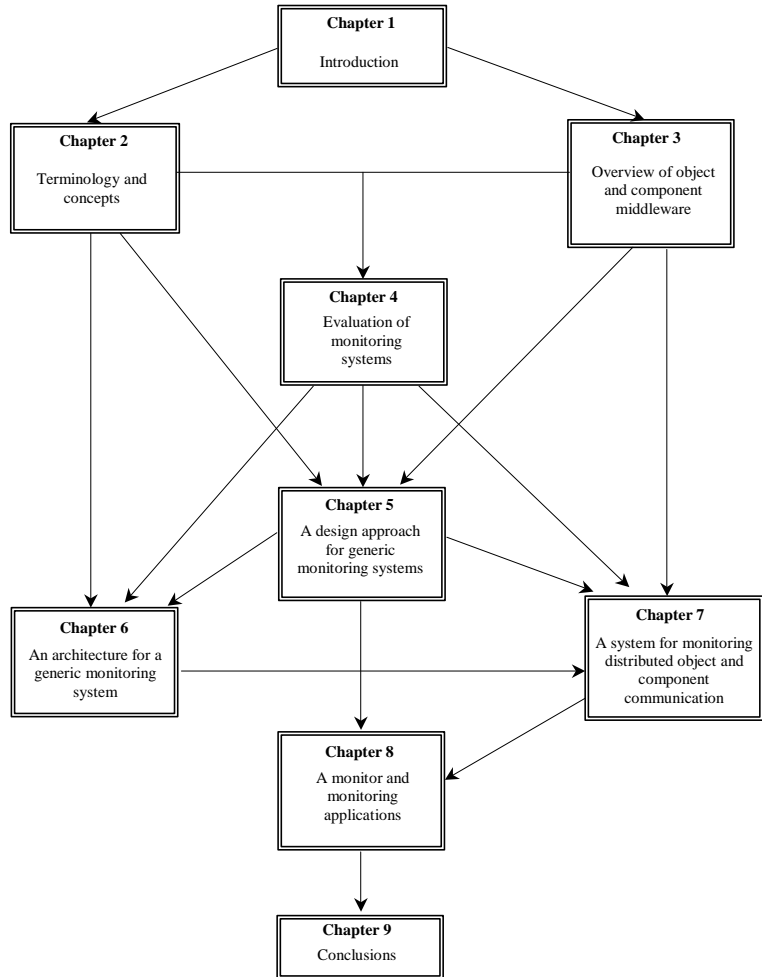 Chapter 1
Introduction
Chapter 2
Terminology and
concepts
Chapter 3
Overview of object
and component
middleware
Chapter 4
Evaluation of
monitoring
systems
Chapter 5
A design approach
for generic
monitoring systems
Chapter 6
An architecture for a
generic monitoring
system
Chapter 7
A system for monitoring
distributed object and
component
communication
Chapter 8
A monitor and
monitoring
applications
Chapter 9
Conclusions